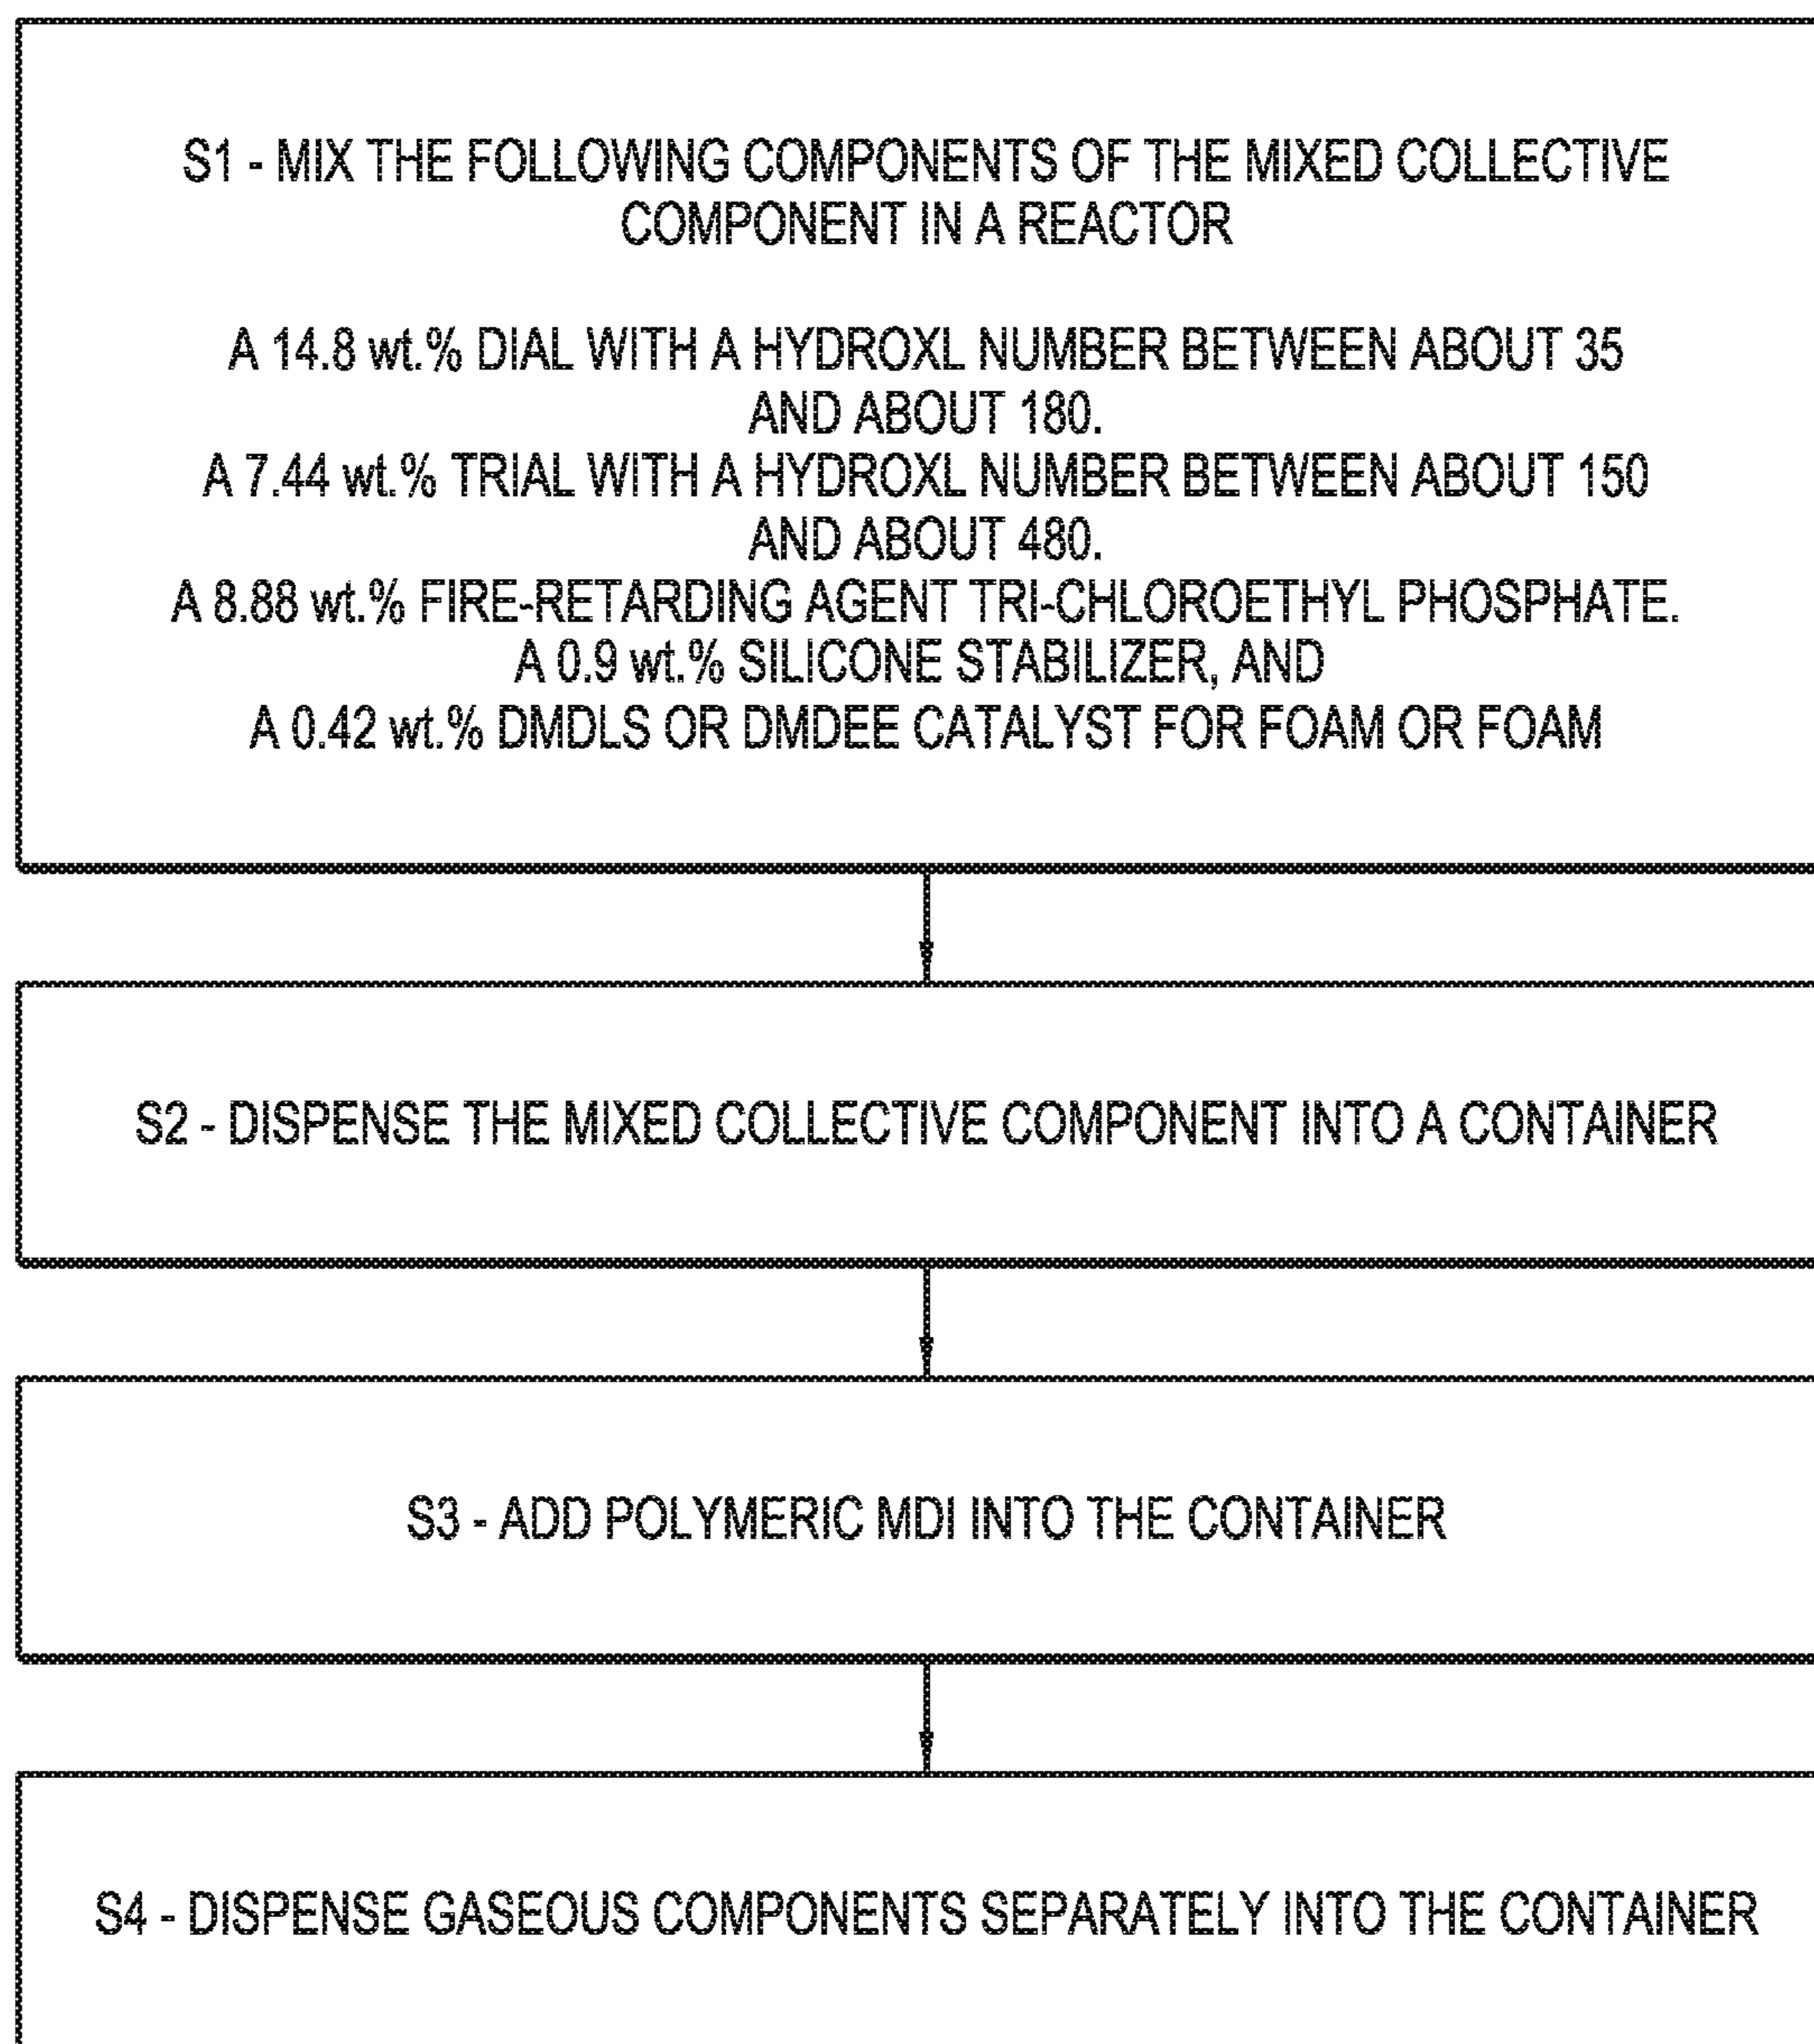 S1 - MIX THE FOLLOWING COMPONENTS OF THE MIXED COLLECTIVE
COMPONENT IN A REACTOR
A 14.8 wt.% DIAL WITH A HYDROXL NUMBER BETWEEN ABOUT 35
AND ABOUT 180.
A 7.44 wt.% TRIAL WITH A HYDROXL NUMBER BETWEEN ABOUT 150
AND ABOUT 480.
A 8.88 wt.% FIRE-RETARDING AGENT TRI-CHLOROETHYL PHOSPHATE.
A 0.9 wt.% SILICONE STABILIZER, AND
A 0.42 wt.% DMDLS OR DMDEE CATALYST FOR FOAM OR FOAM
S2 - DISPENSE THE MIXED COLLECTIVE COMPONENT INTO A CONTAINER
S3 - ADD POLYMERIC MDI INTO THE CONTAINER
S4 - DISPENSE GASEOUS COMPONENTS SEPARATELY INTO THE CONTAINER